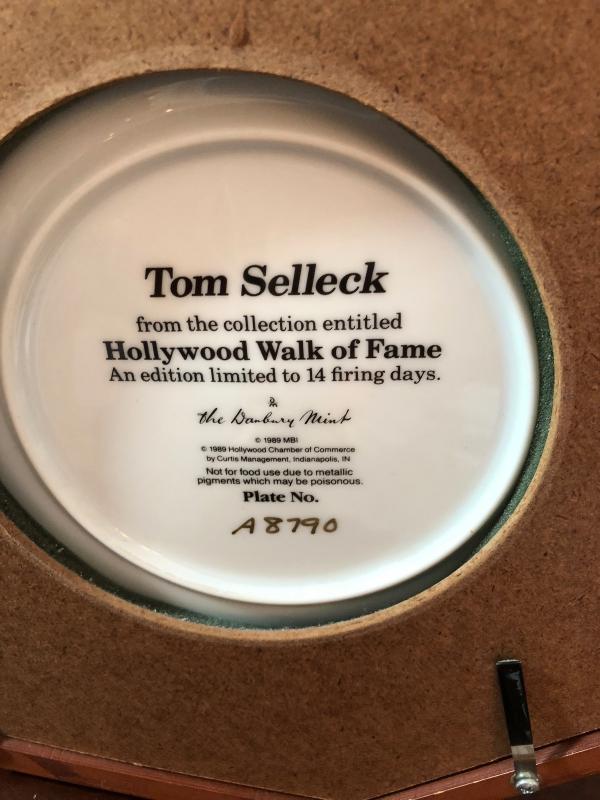 Tom Selleck
from the collection entitled
Hollywood Walk of Fame
An edition limited to 14 firing days.
the Danbury Mint
© 1989 MBI
© 1989 Hollywood Chamber of Commerce
by Curtis Management, Indianapolis, IN
Not for food use due to metallic
pigments which may be poisonous.
Plate No.
A8790